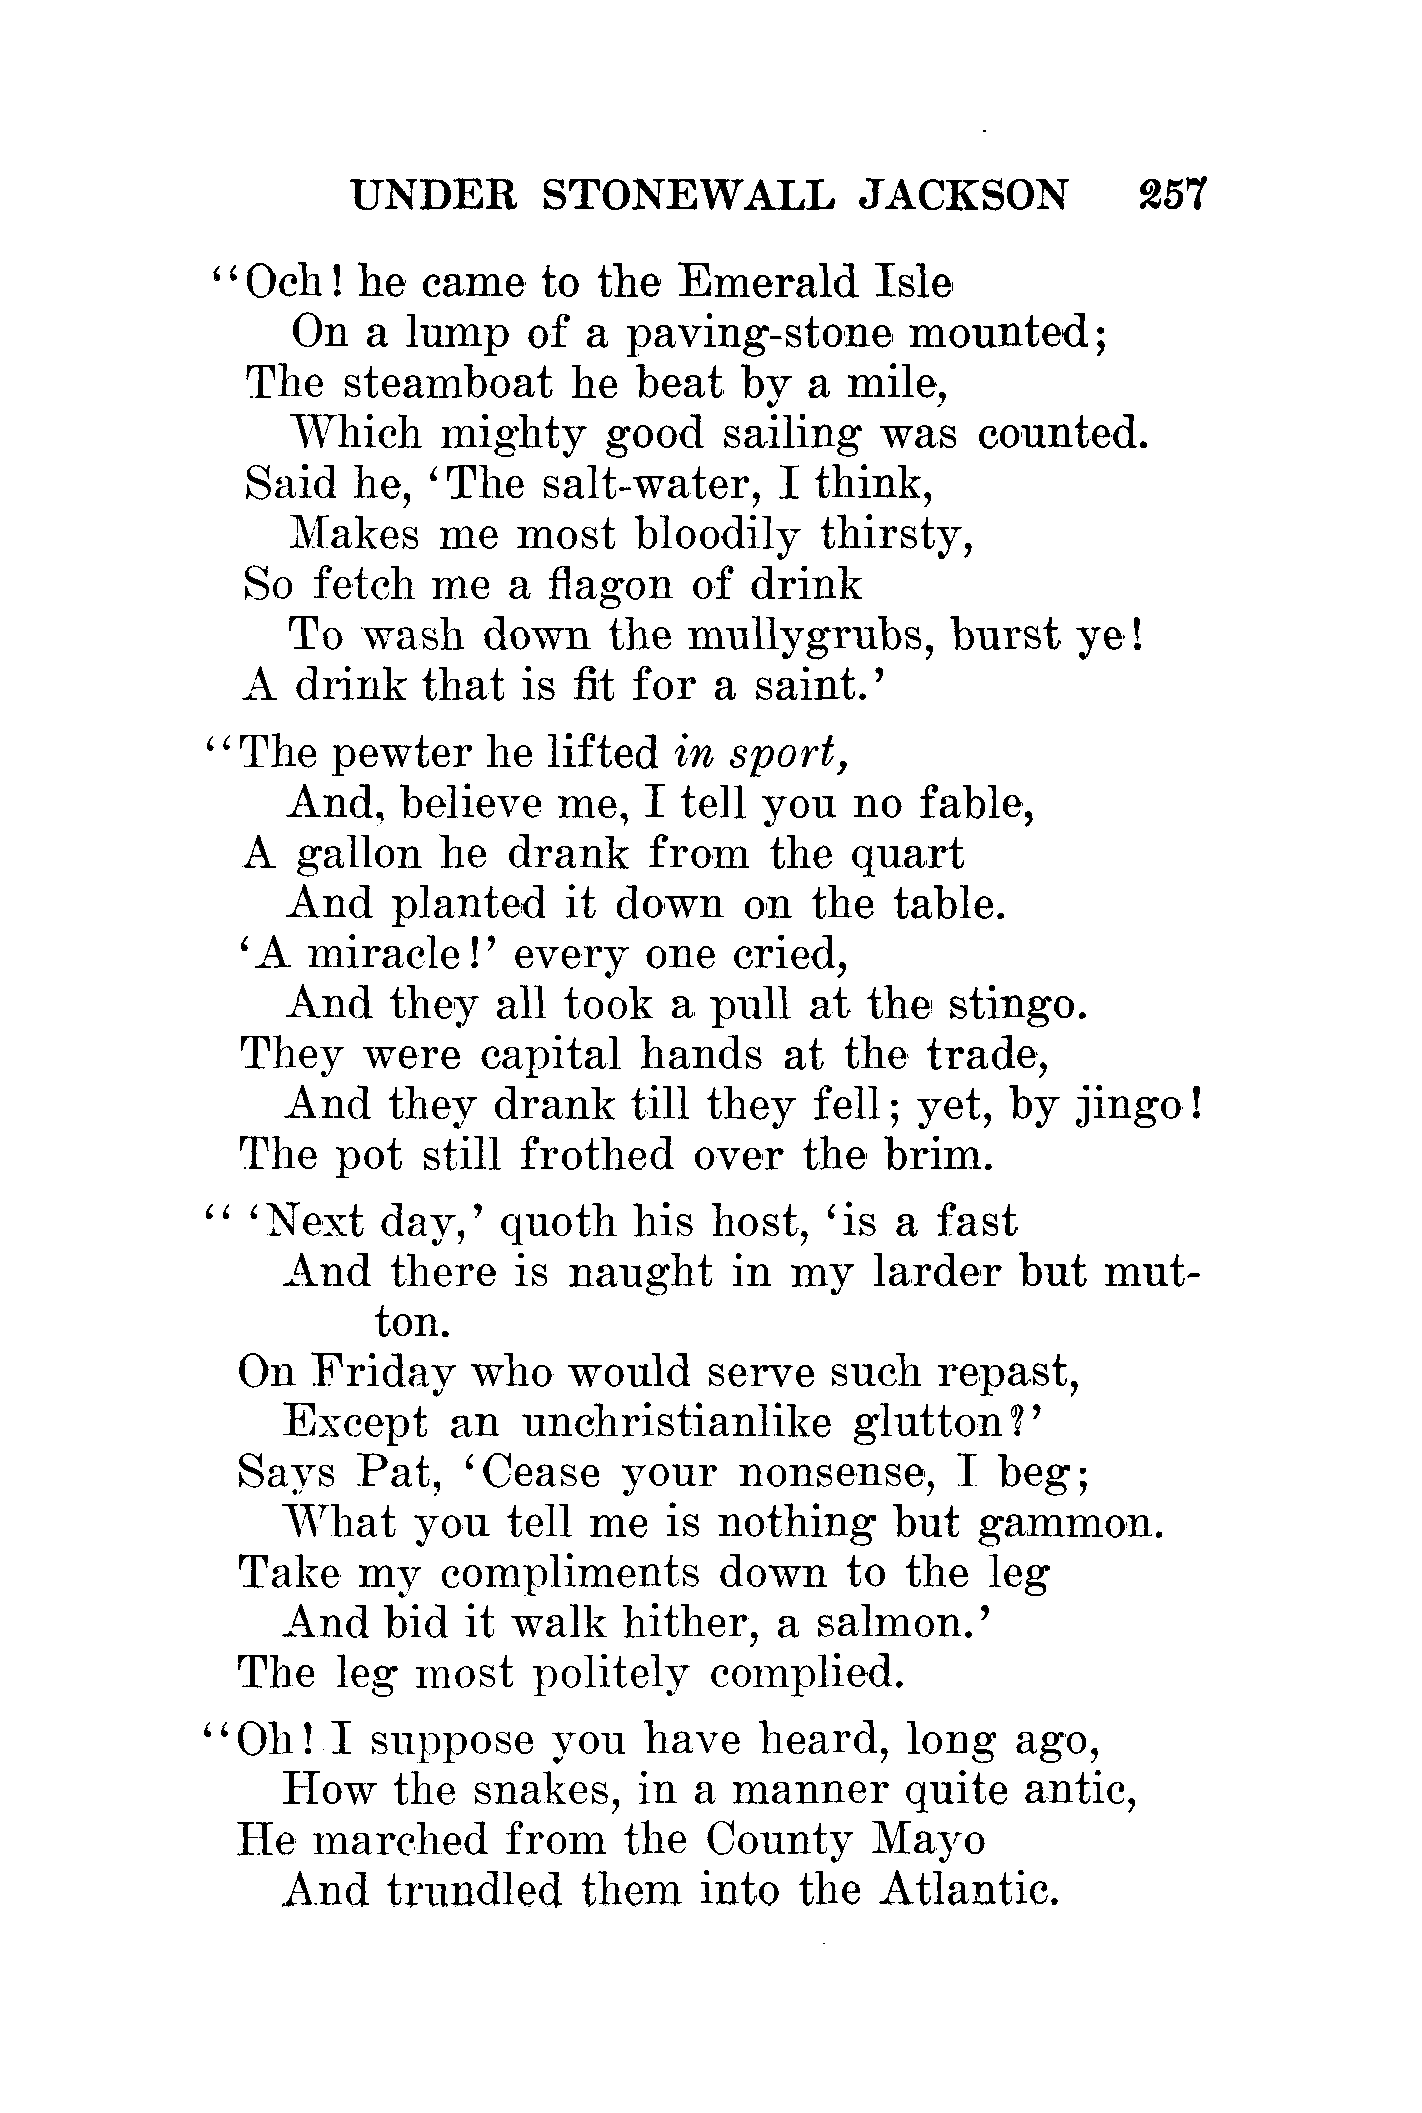 UNDER STONEWALL JACKSON 257
"Och! he came to the Emerald Isle
On a lump of a paving-stone mounted;
The steamboat he beat by a mile,
Which mighty good sailing was counted.
Said he, 'The salt-water, I think,
Makes me most bloodily thirsty,
So fetch me a flagon of drink
To wash down the mullygrubs, burst ye!
A drink that is fit for a saint.'
"The pewter he lifted in sport,
And, believe me, I tell you no fable,
A gallon he drank from the quart
And planted it down on the table.
'A miracle!' every one cried,
And they all took a pull at the stingo.
They were capital hands at the trade,
And they drank till they fell; yet, by jingo!
The pot still frothed over the brim.
" 'Next day,' quoth his host, 'is a fast
And there is naught in my larder but mut-
ton.
On Friday who would serve such repast,
Except an unchristianlike glutton?'
Says Pat, 'Cease your nonsense, I beg;
What you tell me is nothing but gammon.
Take my compliments down to the leg
And bid it walk hither, a salmon.'
The leg most politely complied.
"Oh! I suppose you have heard, long ago,
How the snakes, in a manner quite antic,
He marched from the County Mayo
And trundled them into the Atlantic.